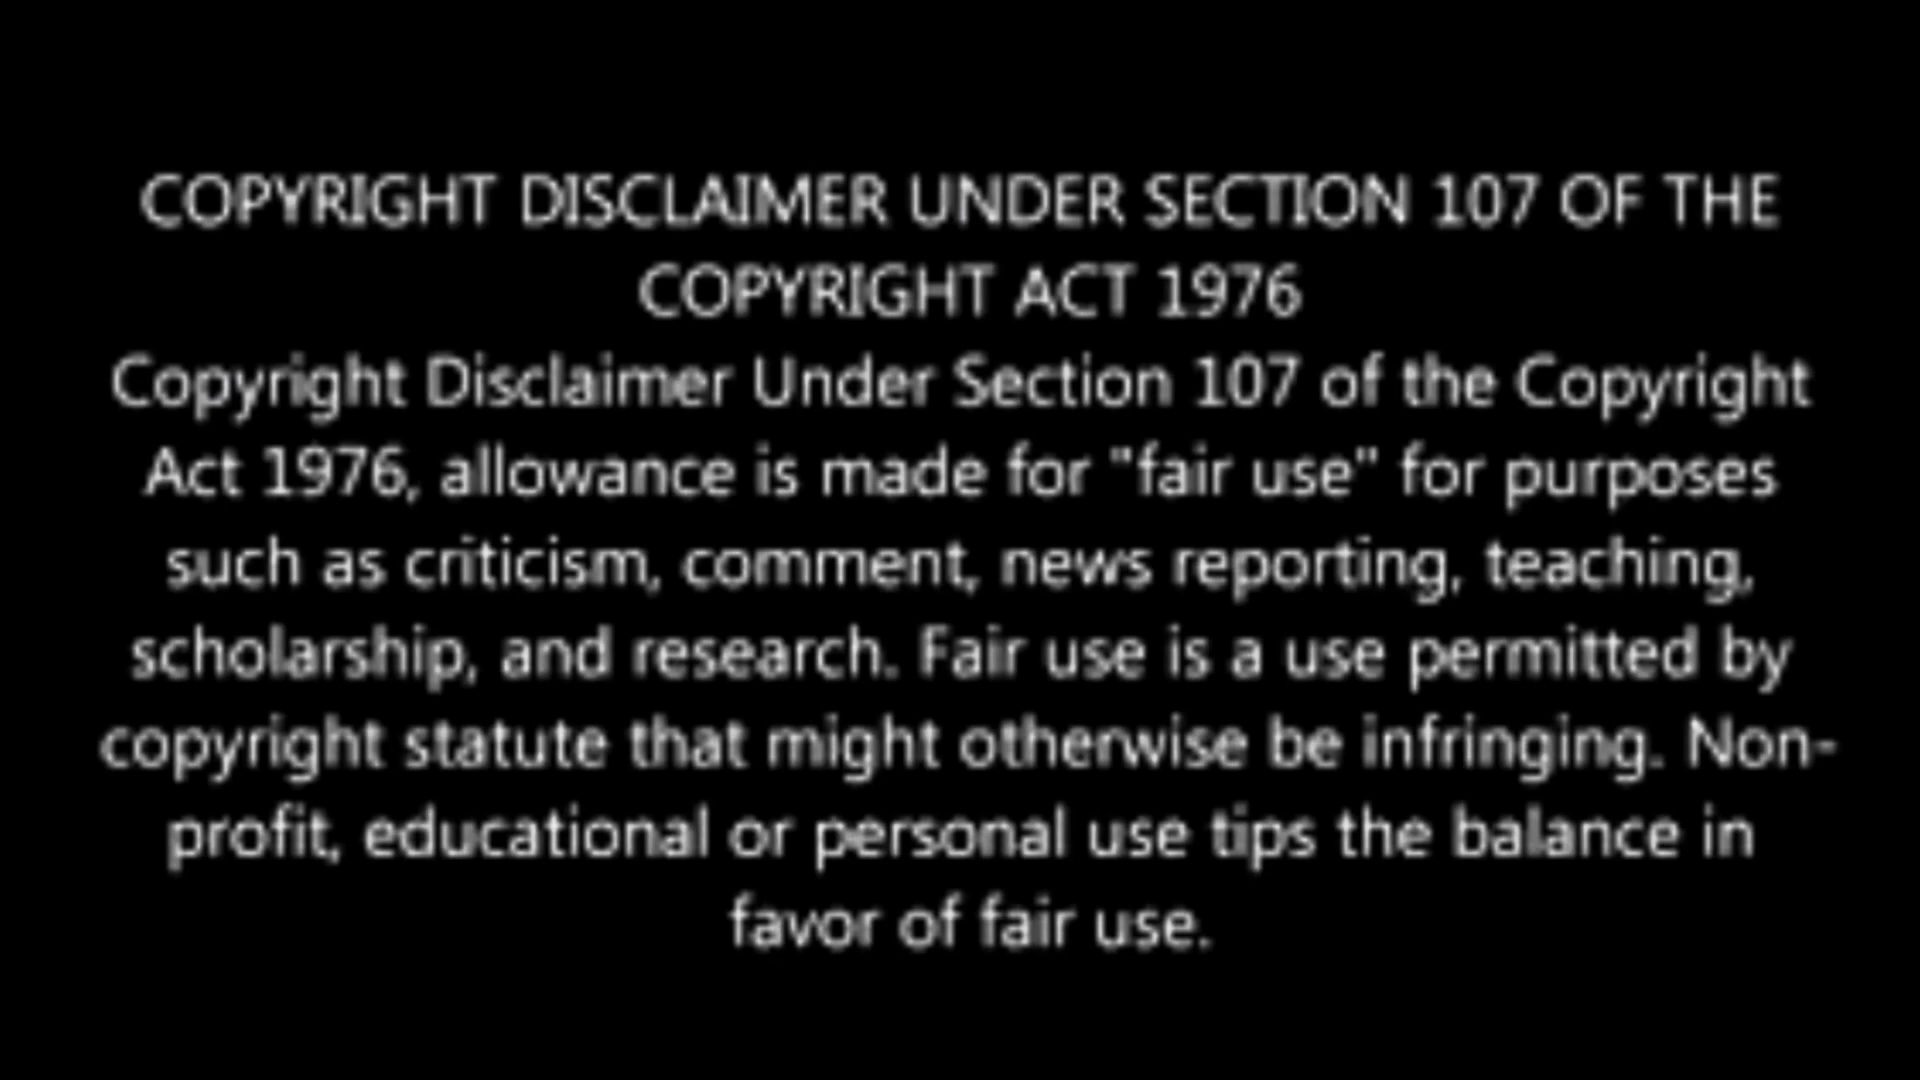 COPYRIGHT DISCLAIMER UNDER SECTION 107 OF THE
COPYRIGHT ACT 1976
Copyright Disclaimer Under Section 107 of the Copyright
Act 1976, allowance is made for "fair use" for purposes
such as criticism, comment, news reporting, teaching,
scholarship, and research. Fair use is a use permitted by
copyright statute that might otherwise be infringing. Non-
profit, educational or personal use tips the balance in
favor of fair use.